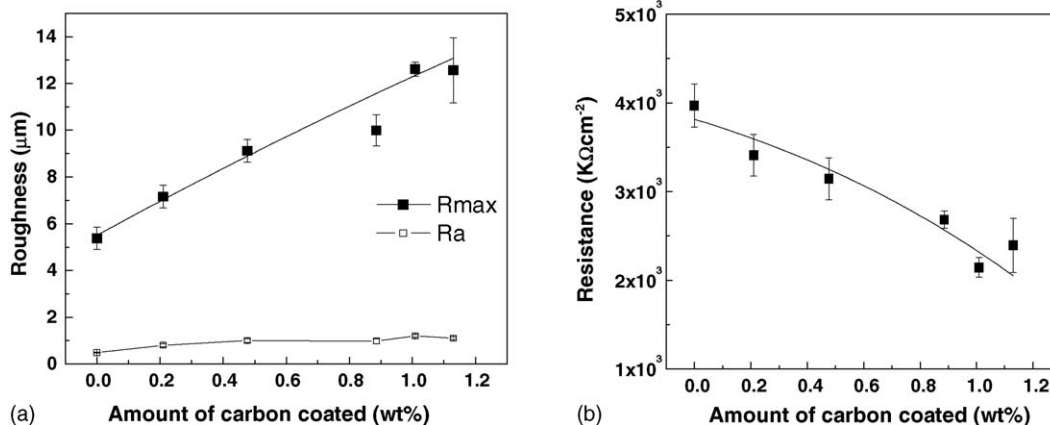 14
12
10
8
6
4
2
1
0
Roughness (μm)
Rmax
Ra
0.0 0.2 0.4 0.6 0.8 1.0 1.2
(a) Amount of carbon coated (wt%)
5x10³
4x10³
3x10³
2x10³
1x10³
Resistance (KΩcm⁻²)
0.0 0.2 0.4 0.6 0.8 1.0 1.2
(b) Amount of carbon coated (wt%)